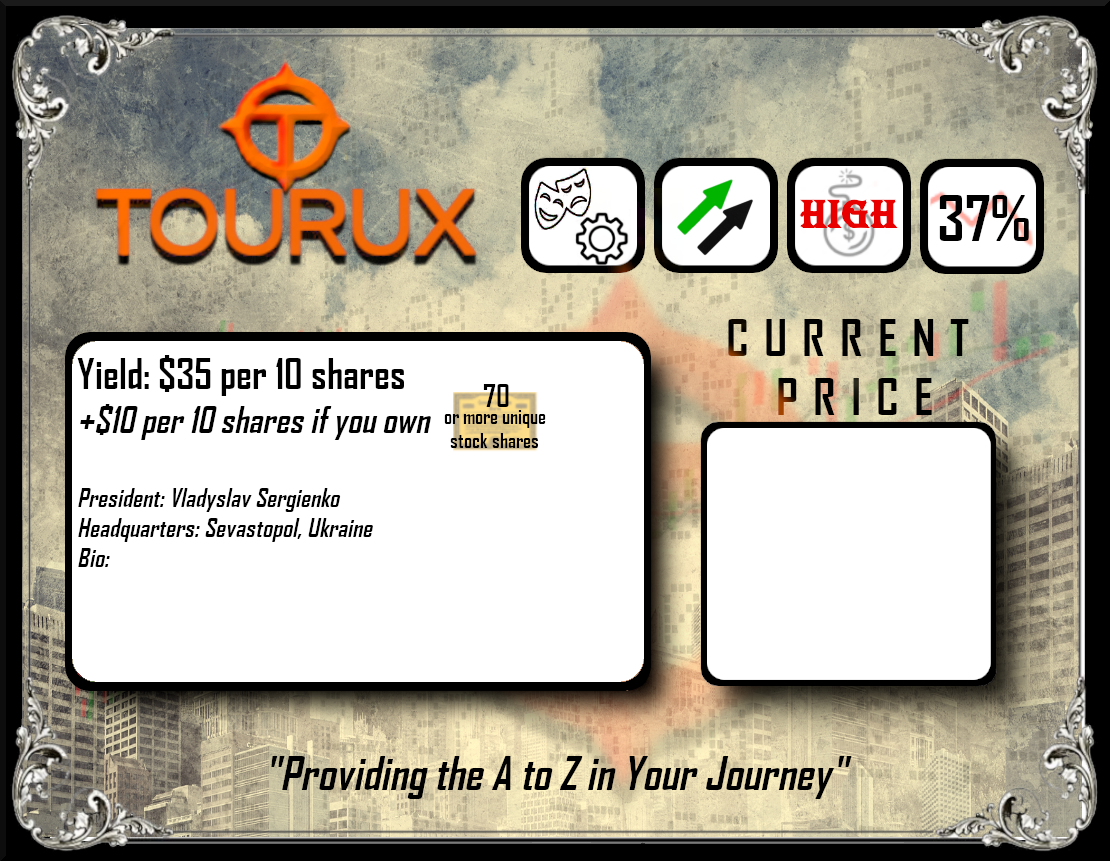 TOURUX
HIGH
37%
CURRENT
PRICE
Yield: $35 per 10 shares
+$10 per 10 shares if you own
70
or more unique
stock shares
President: Vladyslav Sergienko
Headquarters: Sevastopol, Ukraine
Bio:
"Providing the A to Z in Your Journey"